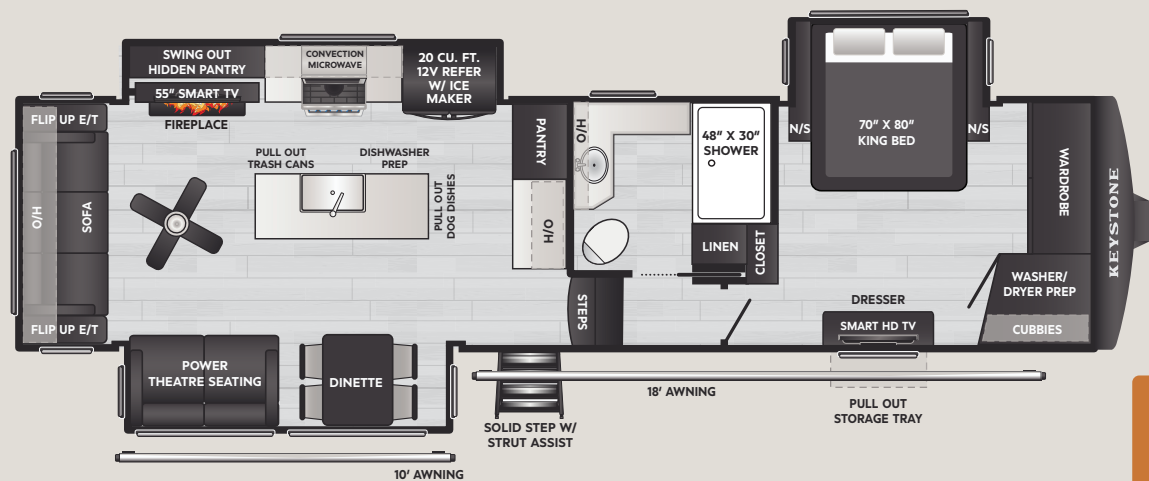 SWING OUT
HIDDEN PANTRY
CONVECTION
MICROWAVE
20 CU. FT.
12V REFER
W/ ICE
MAKER
55" SMART TV
FIREPLACE
FLIP UP E/T
O/H
SOFA
FLIP UP E/T
PULL OUT
TRASH CANS
DISHWASHER
PREP
PULL OUT
DOG DISHES
PANTRY
O/H
H/O
48" X 30"
SHOWER
LINEN
CLOSET
STEPS
N/S
70" X 80"
KING BED
N/S
WARDROBE
KEYSTONE
WASHER/
DRYER PREP
CUBBIES
DRESSER
SMART HD TV
POWER
THEATRE SEATING
DINETTE
18' AWNING
PULL OUT
STORAGE TRAY
SOLID STEP W/
STRUT ASSIST
10' AWNING